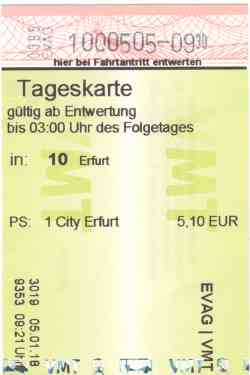 1000505-0930
hier bei Fahrtantritt entwerten
Tageskarte
gültig ab Entwertung
bis 03:00 Uhr des Folgetages
in: 10 Erfurt
PS: 1 City Erfurt 5,10 EUR
3019 05.01.18
9353 09:21 Uhr
EVAG | VMT
VMT